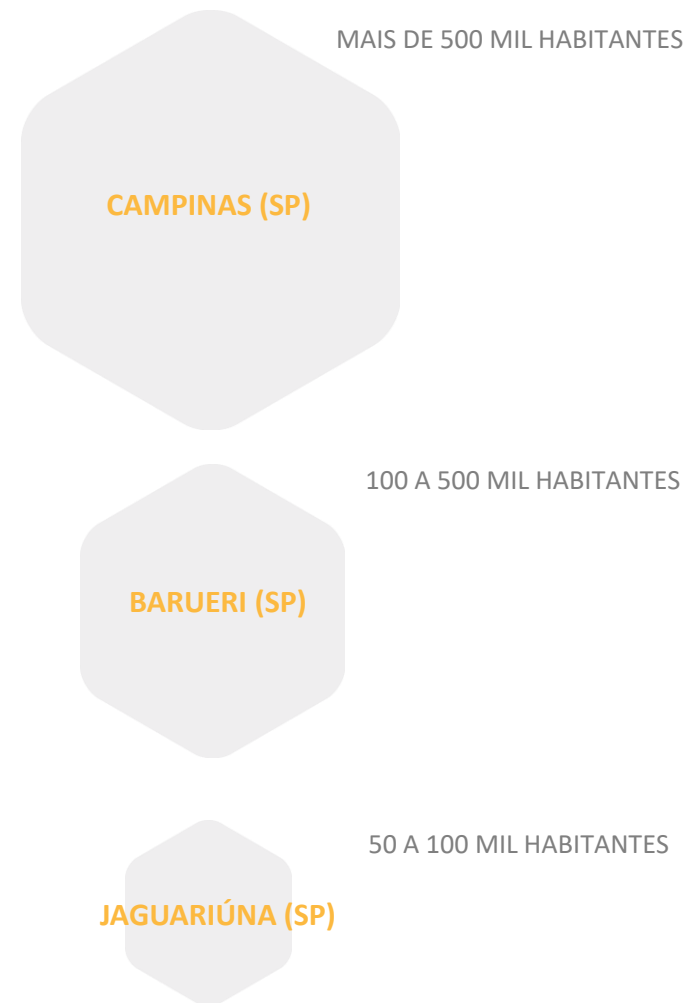 MAIS DE 500 MIL HABITANTES
CAMPINAS (SP)
100 A 500 MIL HABITANTES
BARUERI (SP)
50 A 100 MIL HABITANTES
JAGUARIÚNA (SP)